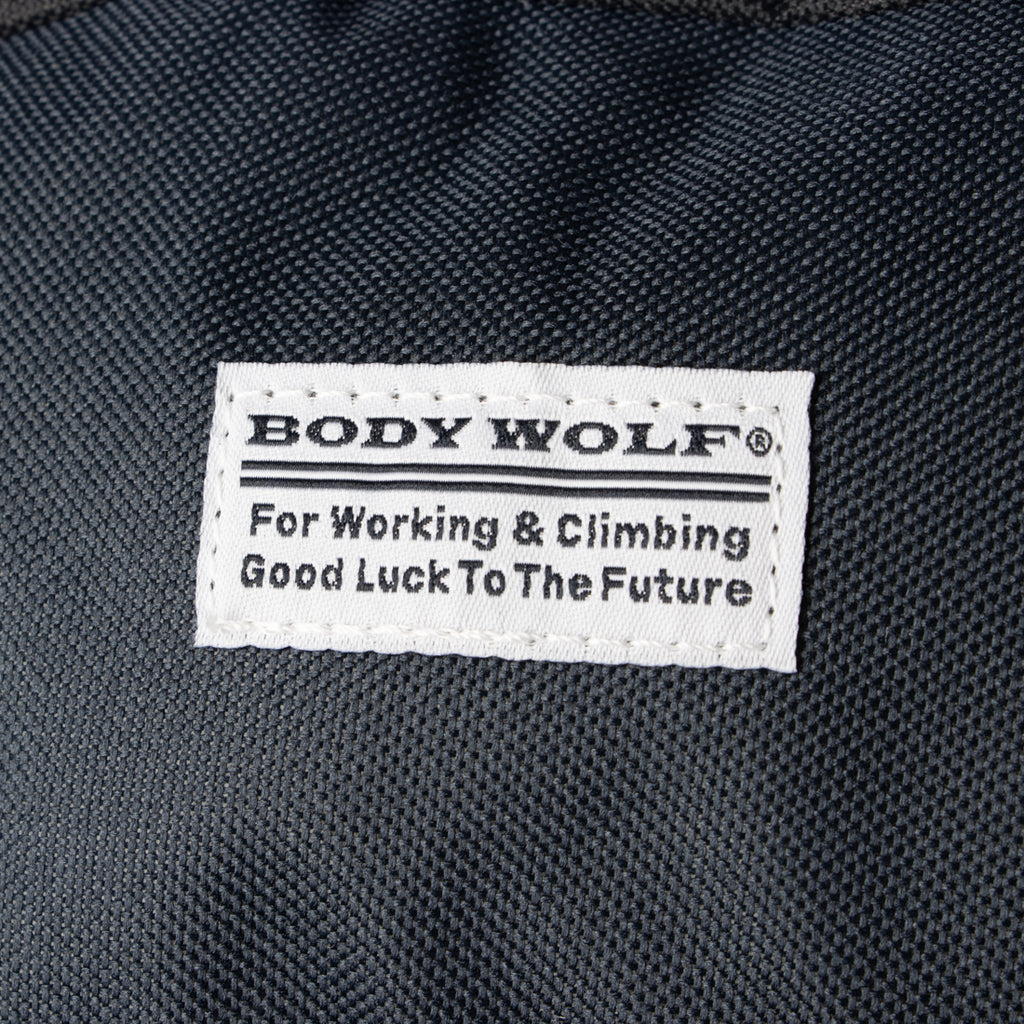 BODY WOLF®
For Working & Climbing
Good Luck To The Future